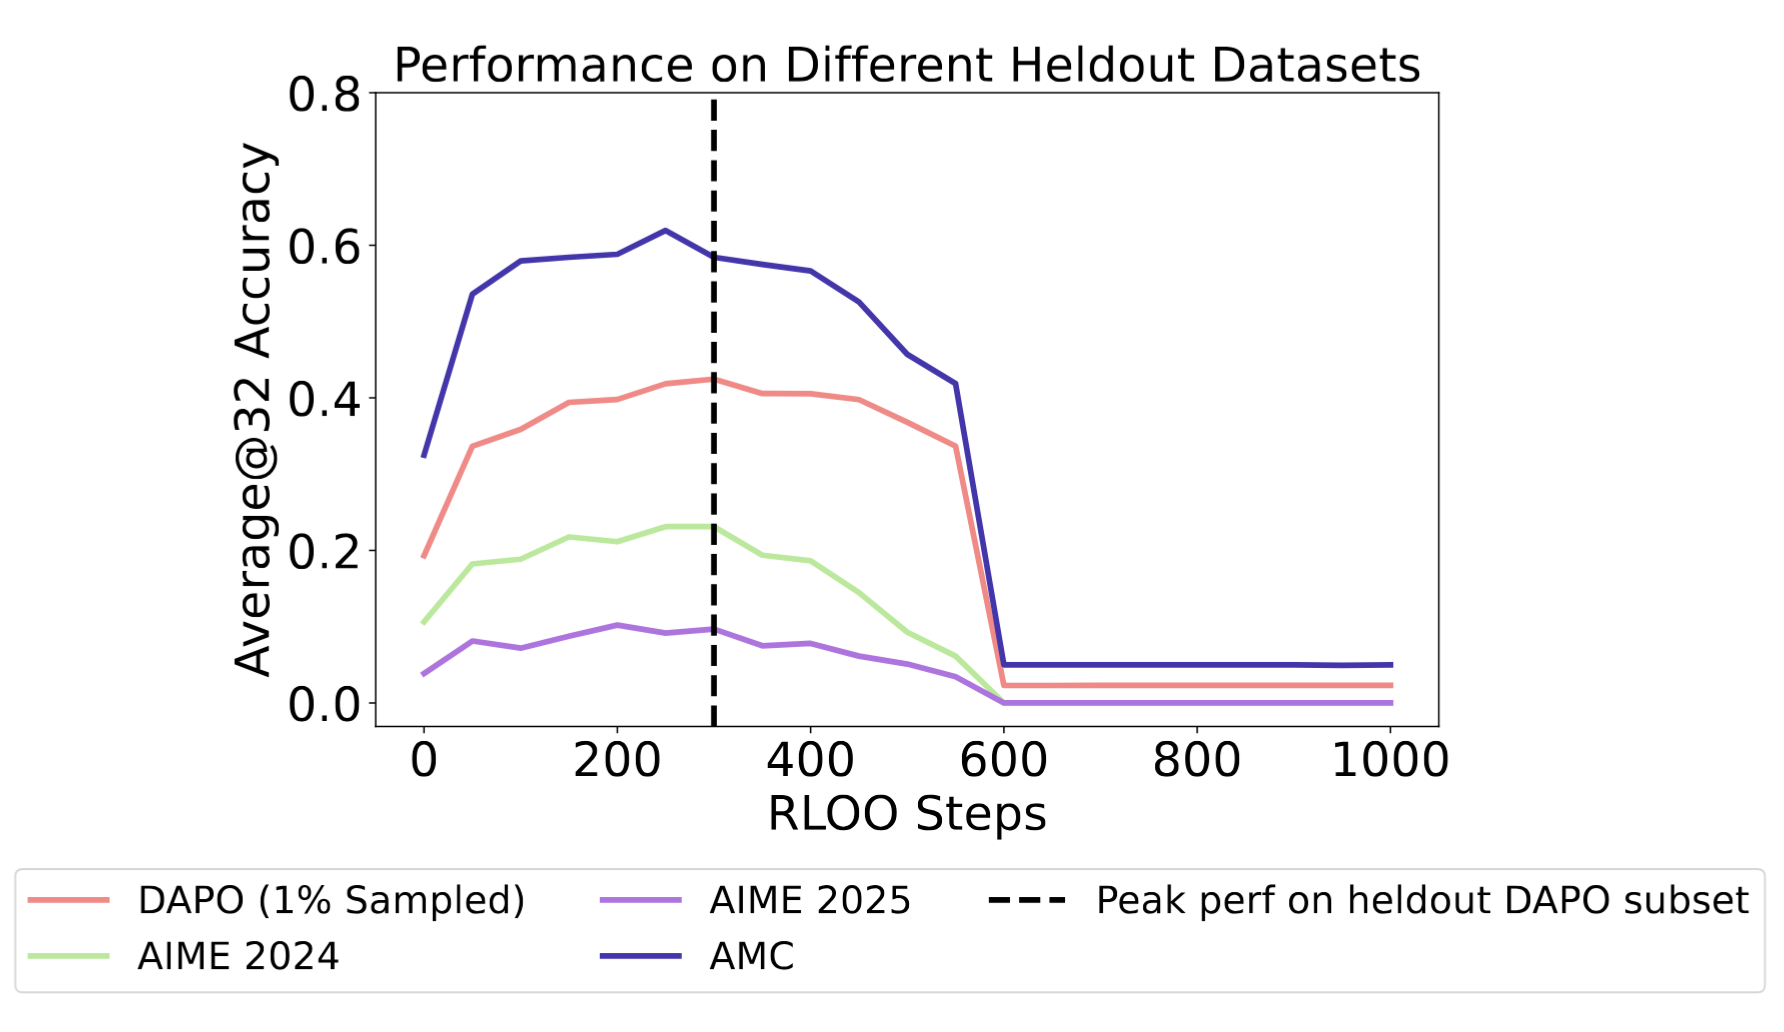 Performance on Different Heldout Datasets
Average@32 Accuracy
0.8
0.6
0.4
0.2
0.0
0 200 400 600 800 1000
RLOO Steps
DAPO (1% Sampled) AIME 2025 Peak perf on heldout DAPO subset
AIME 2024 AMC